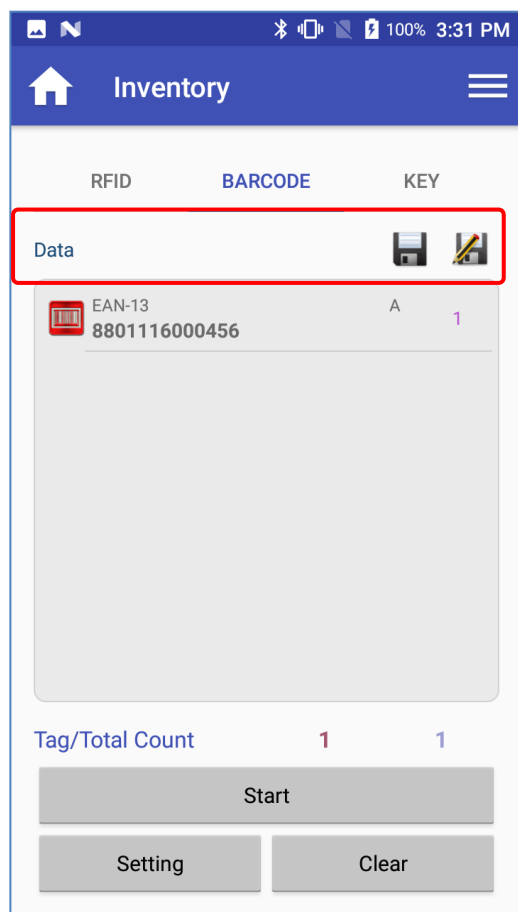 100% 3:31 PM
Inventory
RFID BARCODE KEY
Data
EAN-13 A 1
8801116000456
Tag/Total Count 1 1
Start
Setting Clear